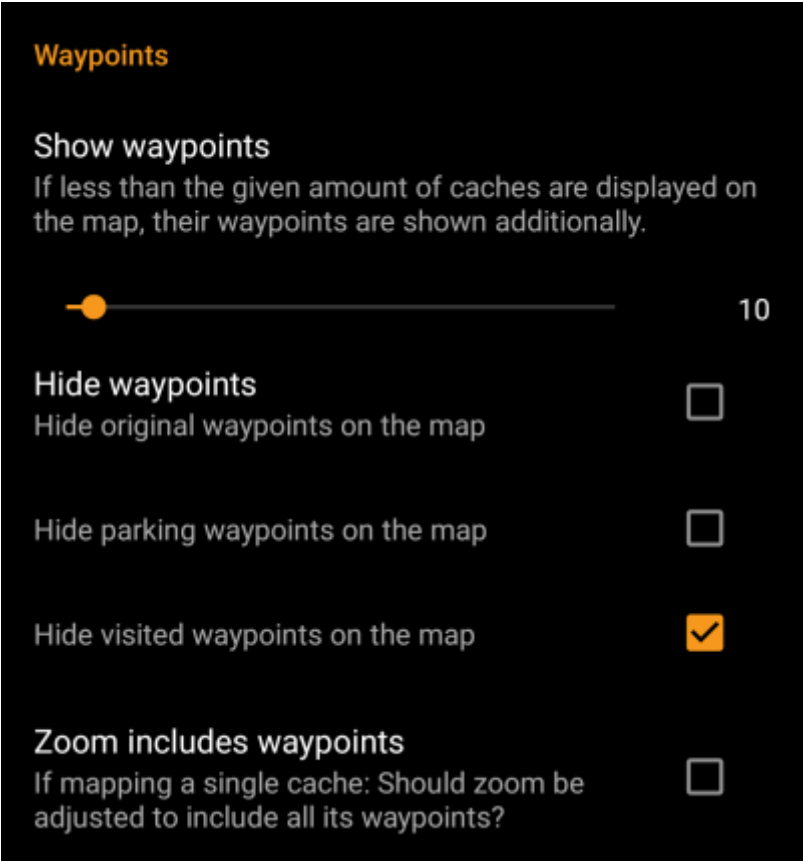 Waypoints
Show waypoints
If less than the given amount of caches are displayed on
the map, their waypoints are shown additionally.
10
Hide waypoints
Hide original waypoints on the map
Hide parking waypoints on the map
Hide visited waypoints on the map
Zoom includes waypoints
If mapping a single cache: Should zoom be
adjusted to include all its waypoints?